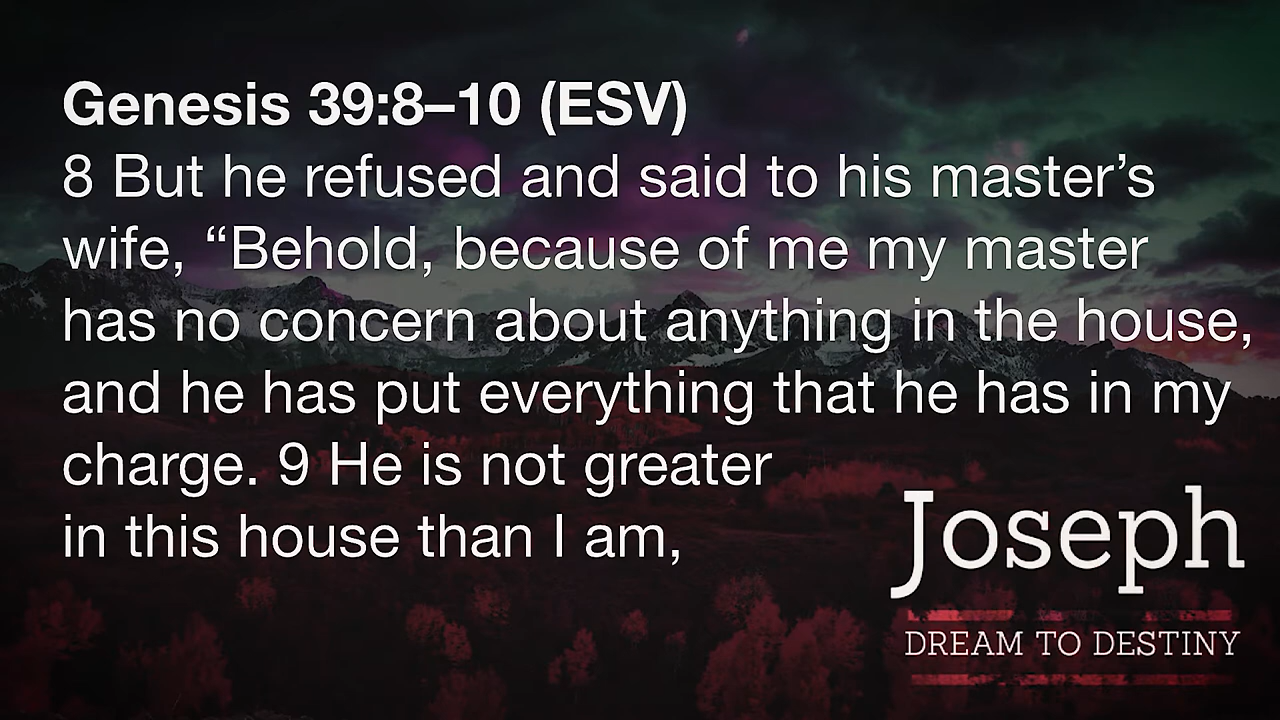 Genesis 39:8–10 (ESV)
8 But he refused and said to his master’s
wife, “Behold, because of me my master
has no concern about anything in the house,
and he has put everything that he has in my
charge. 9 He is not greater
in this house than I am,
Joseph
DREAM TO DESTINY